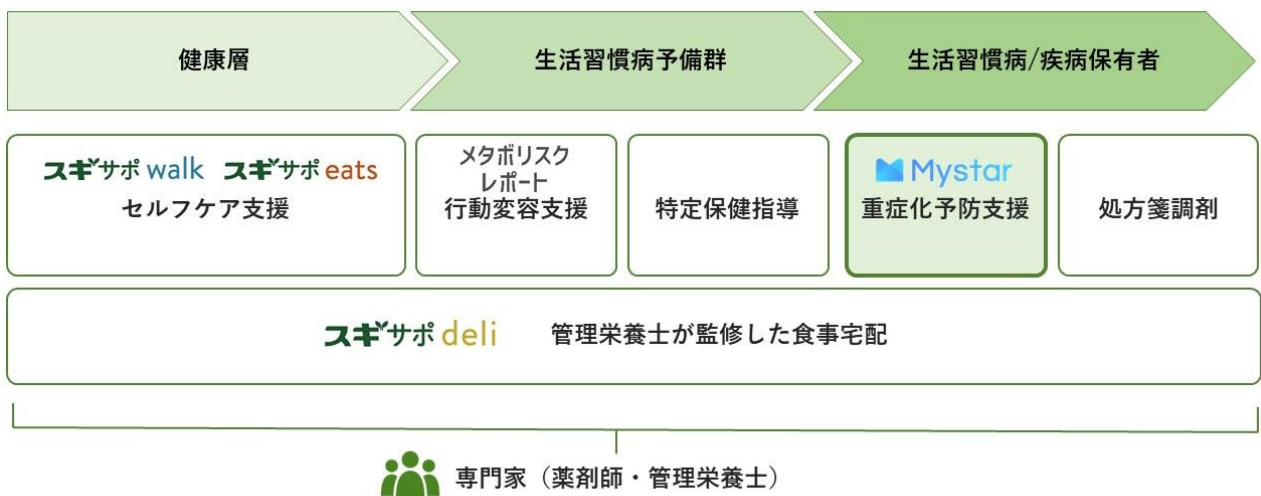 健康層
生活習慣病予備群
生活習慣病/疾病保有者
スギサポ walk スギサポ eats
セルフケア支援
メタボリスク
レポート
行動変容支援
特定保健指導
Mystar
重症化予防支援
処方箋調剤
スギサポ deli 管理栄養士が監修した食事宅配
専門家（薬剤師・管理栄養士）